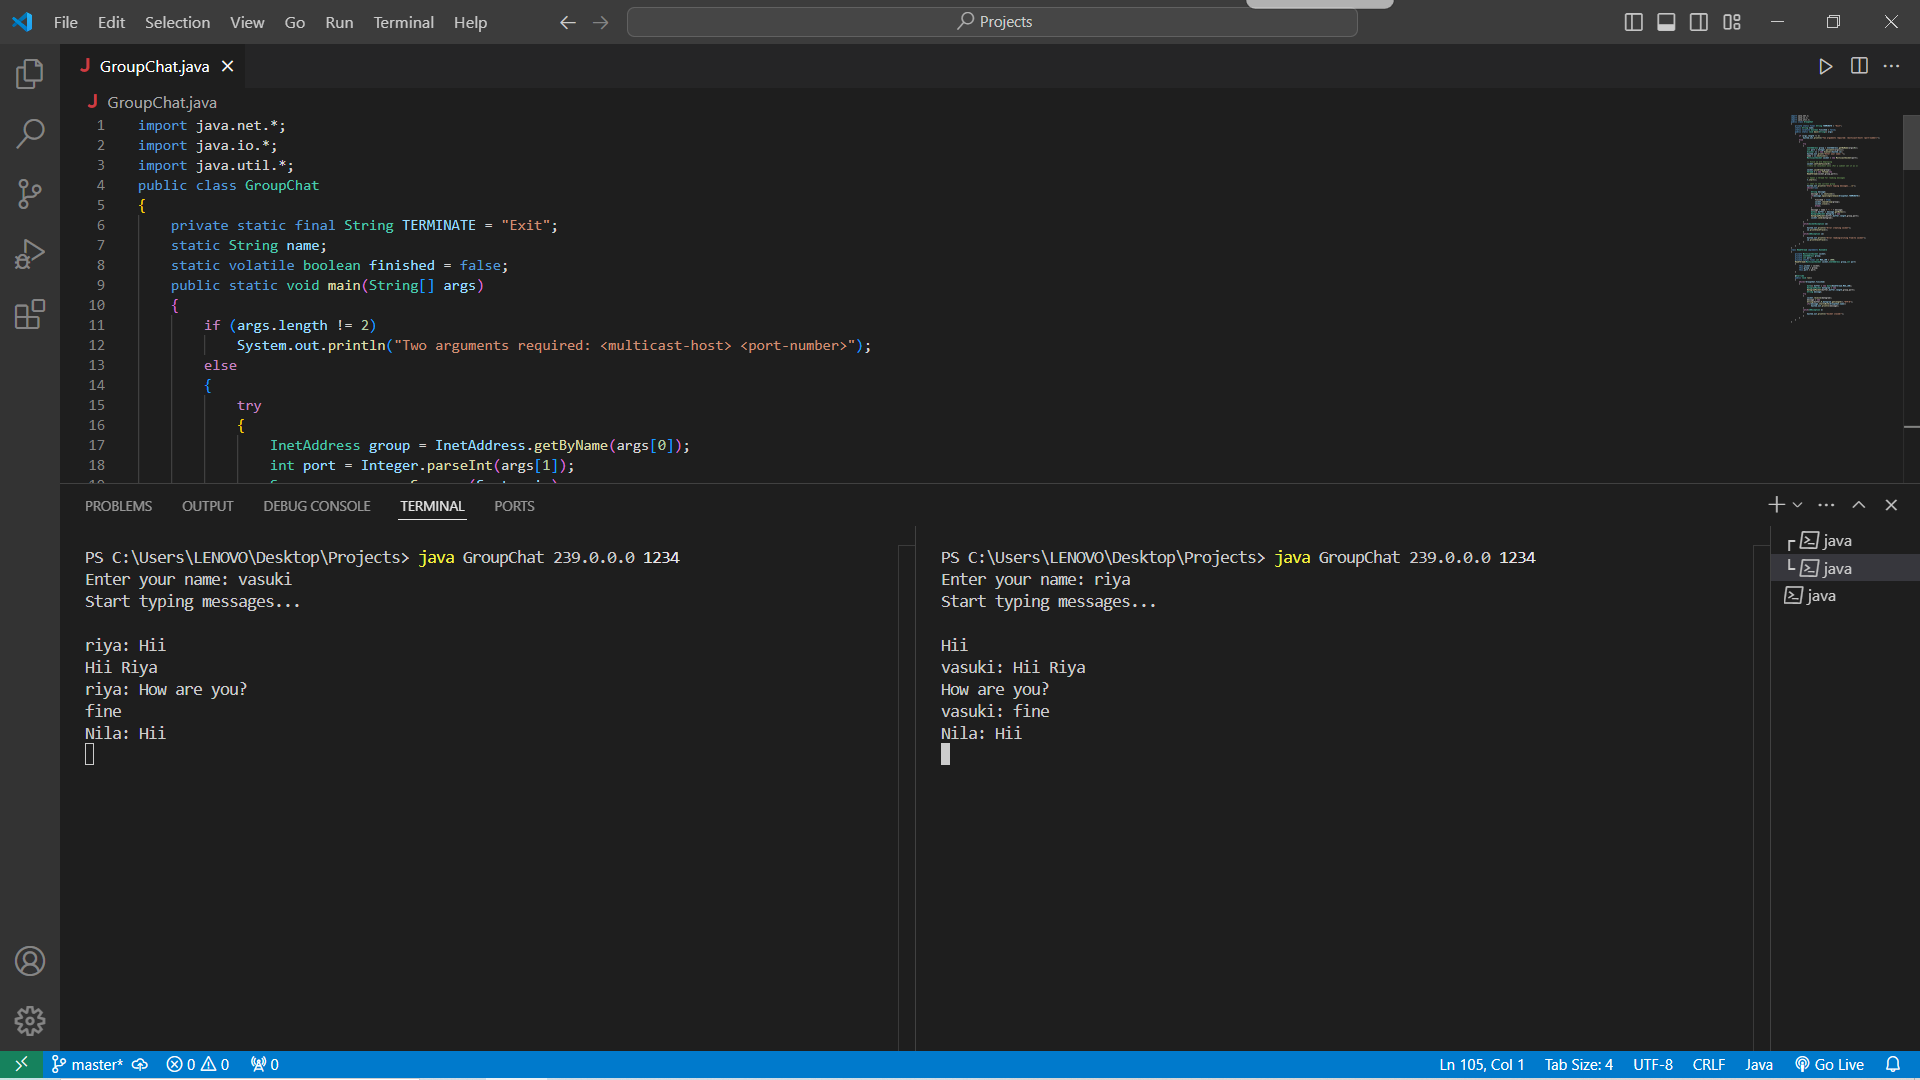 File Edit Selection View Go Run Terminal Help
Projects
GroupChat.java
GroupChat.java
1 import java.net.*;
2 import java.io.*;
3 import java.util.*;
4 public class GroupChat
5 {
6 private static final String TERMINATE = "Exit";
7 static String name;
8 static volatile boolean finished = false;
9 public static void main(String[] args)
10 {
11 if (args.length != 2)
12 System.out.println("Two arguments required: <multicast-host> <port-number>");
13 else
14 {
15 try
16 {
17 InetAddress group = InetAddress.getByName(args[0]);
18 int port = Integer.parseInt(args[1]);
PROBLEMS OUTPUT DEBUG CONSOLE TERMINAL PORTS
PS C:\Users\LENOVO\Desktop\Projects> java GroupChat 239.0.0.0 1234
Enter your name: vasuki
Start typing messages...
riya: Hii
Hii Riya
riya: How are you?
fine
Nila: Hii
PS C:\Users\LENOVO\Desktop\Projects> java GroupChat 239.0.0.0 1234
Enter your name: riya
Start typing messages...
Hii
vasuki: Hii Riya
How are you?
vasuki: fine
Nila: Hii
java
java
java
master* 0 0 0 Ln 105, Col 1 Tab Size: 4 UTF-8 CRLF Java Go Live